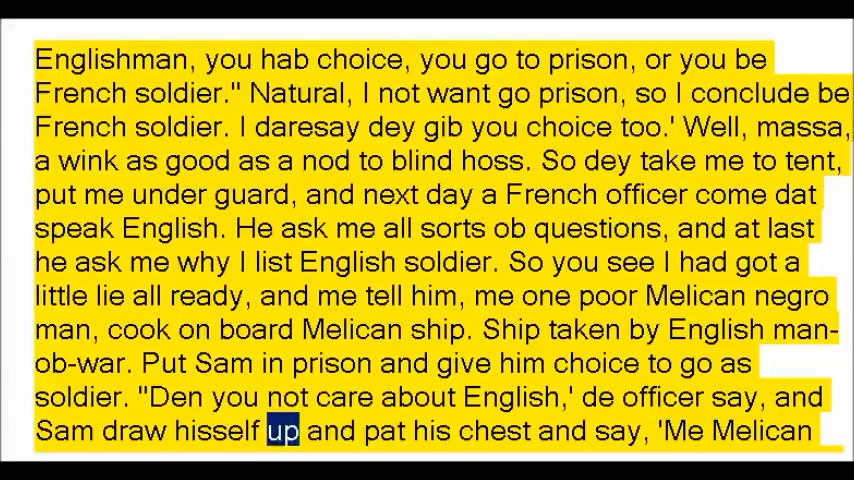 Englishman, you hab choice, you go to prison, or you be
French soldier." Natural, I not want go prison, so I conclude be
French soldier. I daresay dey gib you choice too.' Well, massa,
a wink as good as a nod to blind hoss. So dey take me to tent,
put me under guard, and next day a French officer come dat
speak English. He ask me all sorts ob questions, and at last
he ask me why I list English soldier. So you see I had got a
little lie all ready, and me tell him, me one poor Melican negro
man, cook on board Melican ship. Ship taken by English man-
ob-war. Put Sam in prison and give him choice to go as
soldier. "Den you not care about English,' de officer say, and
Sam draw hisself up and pat his chest and say, 'Me Melican